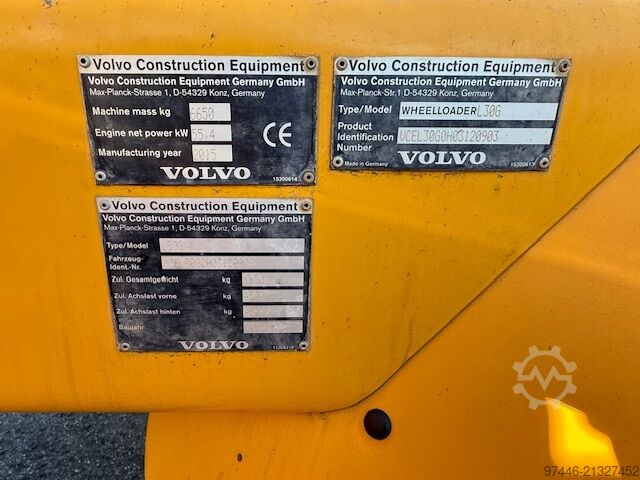 Volvo Construction Equipment
Volvo Construction Equipment Germany GmbH
Max-Planck-Strasse 1, D-54329 Konz, Germany
Machine mass kg
Engine net power kW 55.4
Manufacturing year 2015
CE
VOLVO
15200614
Volvo Construction Equipment
Volvo Construction Equipment Germany GmbH
Max-Planck-Str.1, D-54329 Konz, Germany
Type/Model WHEELLOADER L30G
Product
Identification VCEL30G0H03120903
Number
Made in Germany
VOLVO
Volvo Construction Equipment
Volvo Construction Equipment Germany GmbH
Max-Planck-Strasse 1, D-54329 Konz, Germany
Type/Model
Fahrzeug-
Ident.-Nr.
Zul. Gesamtgewicht kg
Zul. Achslast vorne kg
Zul. Achslast hinten kg
Baujahr
VOLVO
97446-21327452